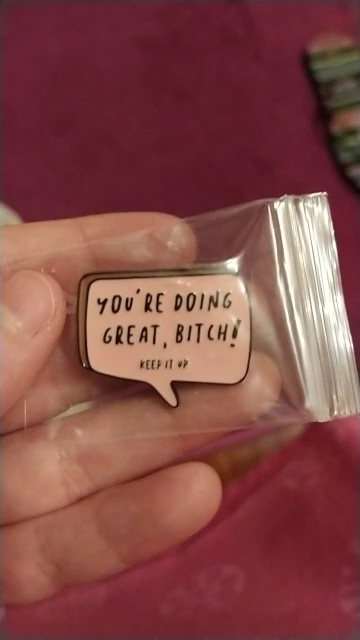 YOU'RE DOING
GREAT, BITCH!
KEEP IT UP